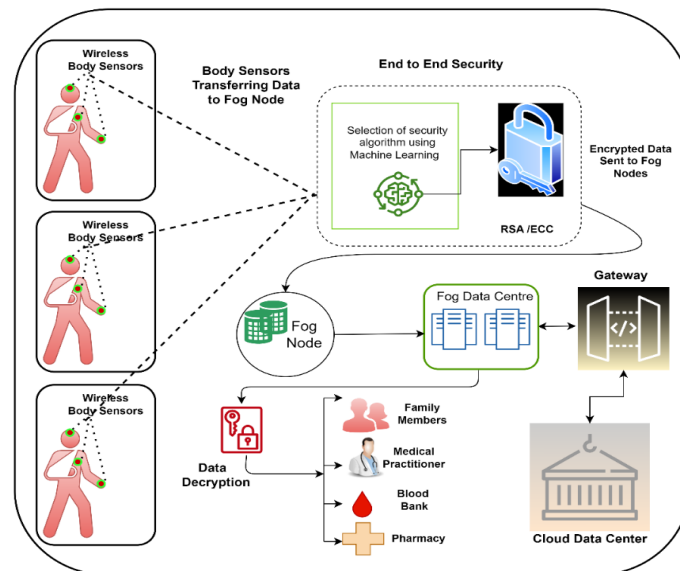 Wireless
Body Sensors
Wireless
Body Sensors
Wireless
Body Sensors
Body Sensors
Transferring Data
to Fog Node
End to End Security
Selection of security
algorithm using
Machine Learning
RSA /ECC
Encrypted Data
Sent to Fog
Nodes
Fog
Node
Fog Data Centre
Gateway
</>
Data
Decryption
Family
Members
Medical
Practitioner
Blood
Bank
Pharmacy
Cloud Data Center